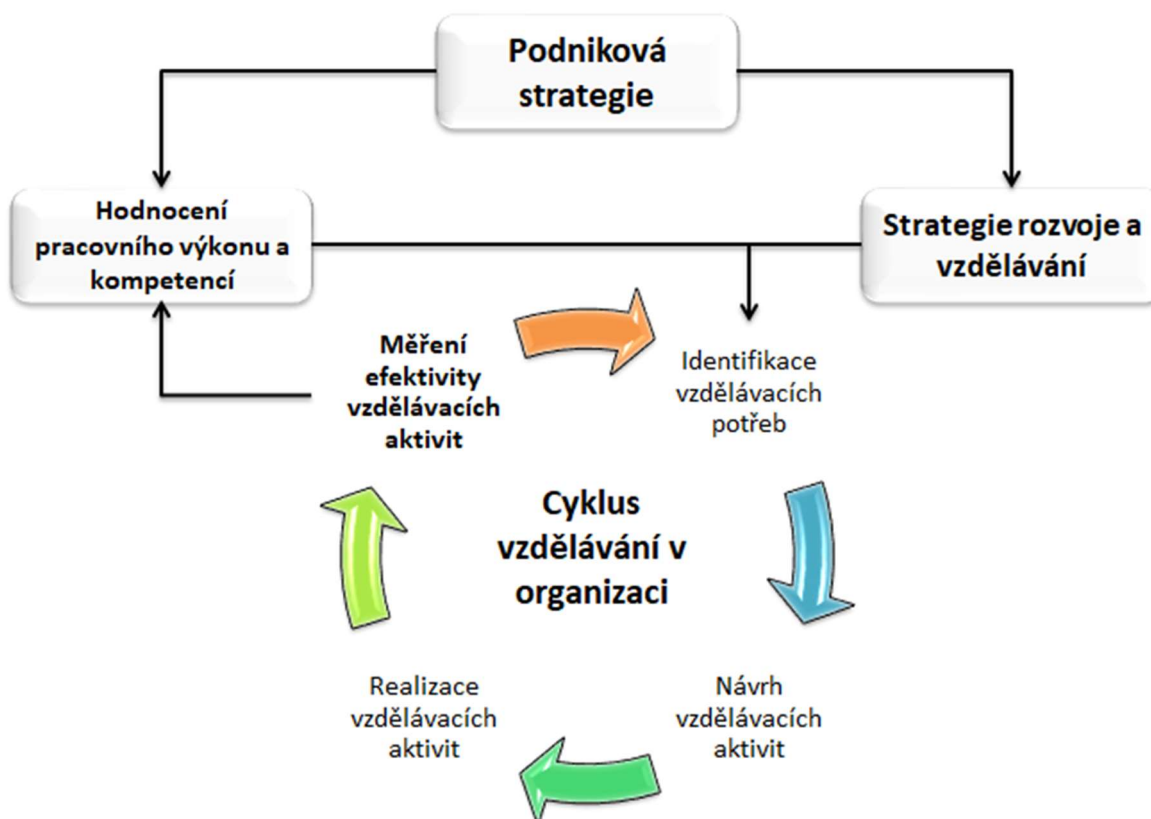 Podniková
strategie
Hodnocení
pracovního výkonu a
kompetencí
Strategie rozvoje a
vzdělávání
Měření
efektivity
vzdělávacích
aktivit
Identifikace
vzdělávacích
potřeb
Cyklus
vzdělávání v
organizaci
Realizace
vzdělávacích
aktivit
Návrh
vzdělávacích
aktivit